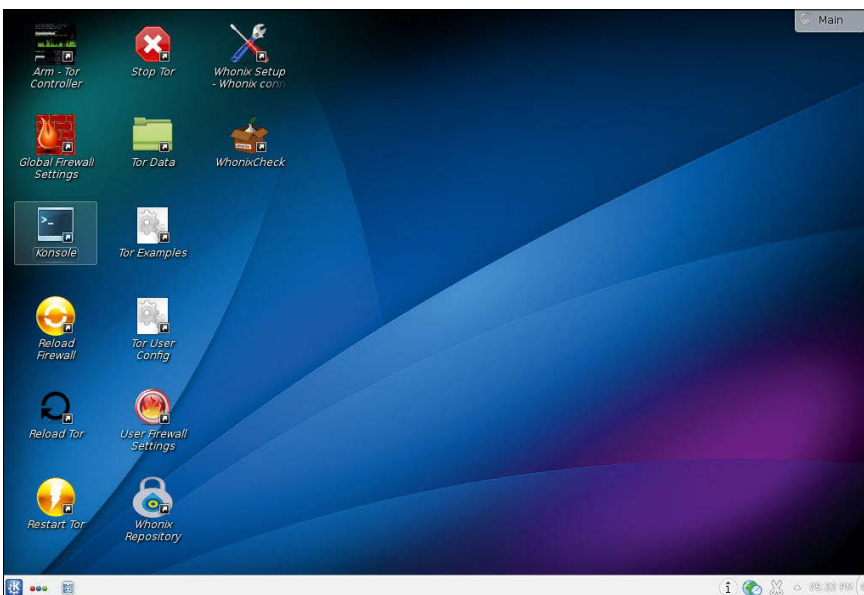 Main
Arm - Tor
Controller
Stop Tor
Whonix Setup
- Whonix conn
Global Firewall
Settings
Tor Data
WhonixCheck
Konsole
Tor Examples
Reload
Firewall
Tor User
Config
Reload Tor
User Firewall
Settings
Restart Tor
Whonix
Repository